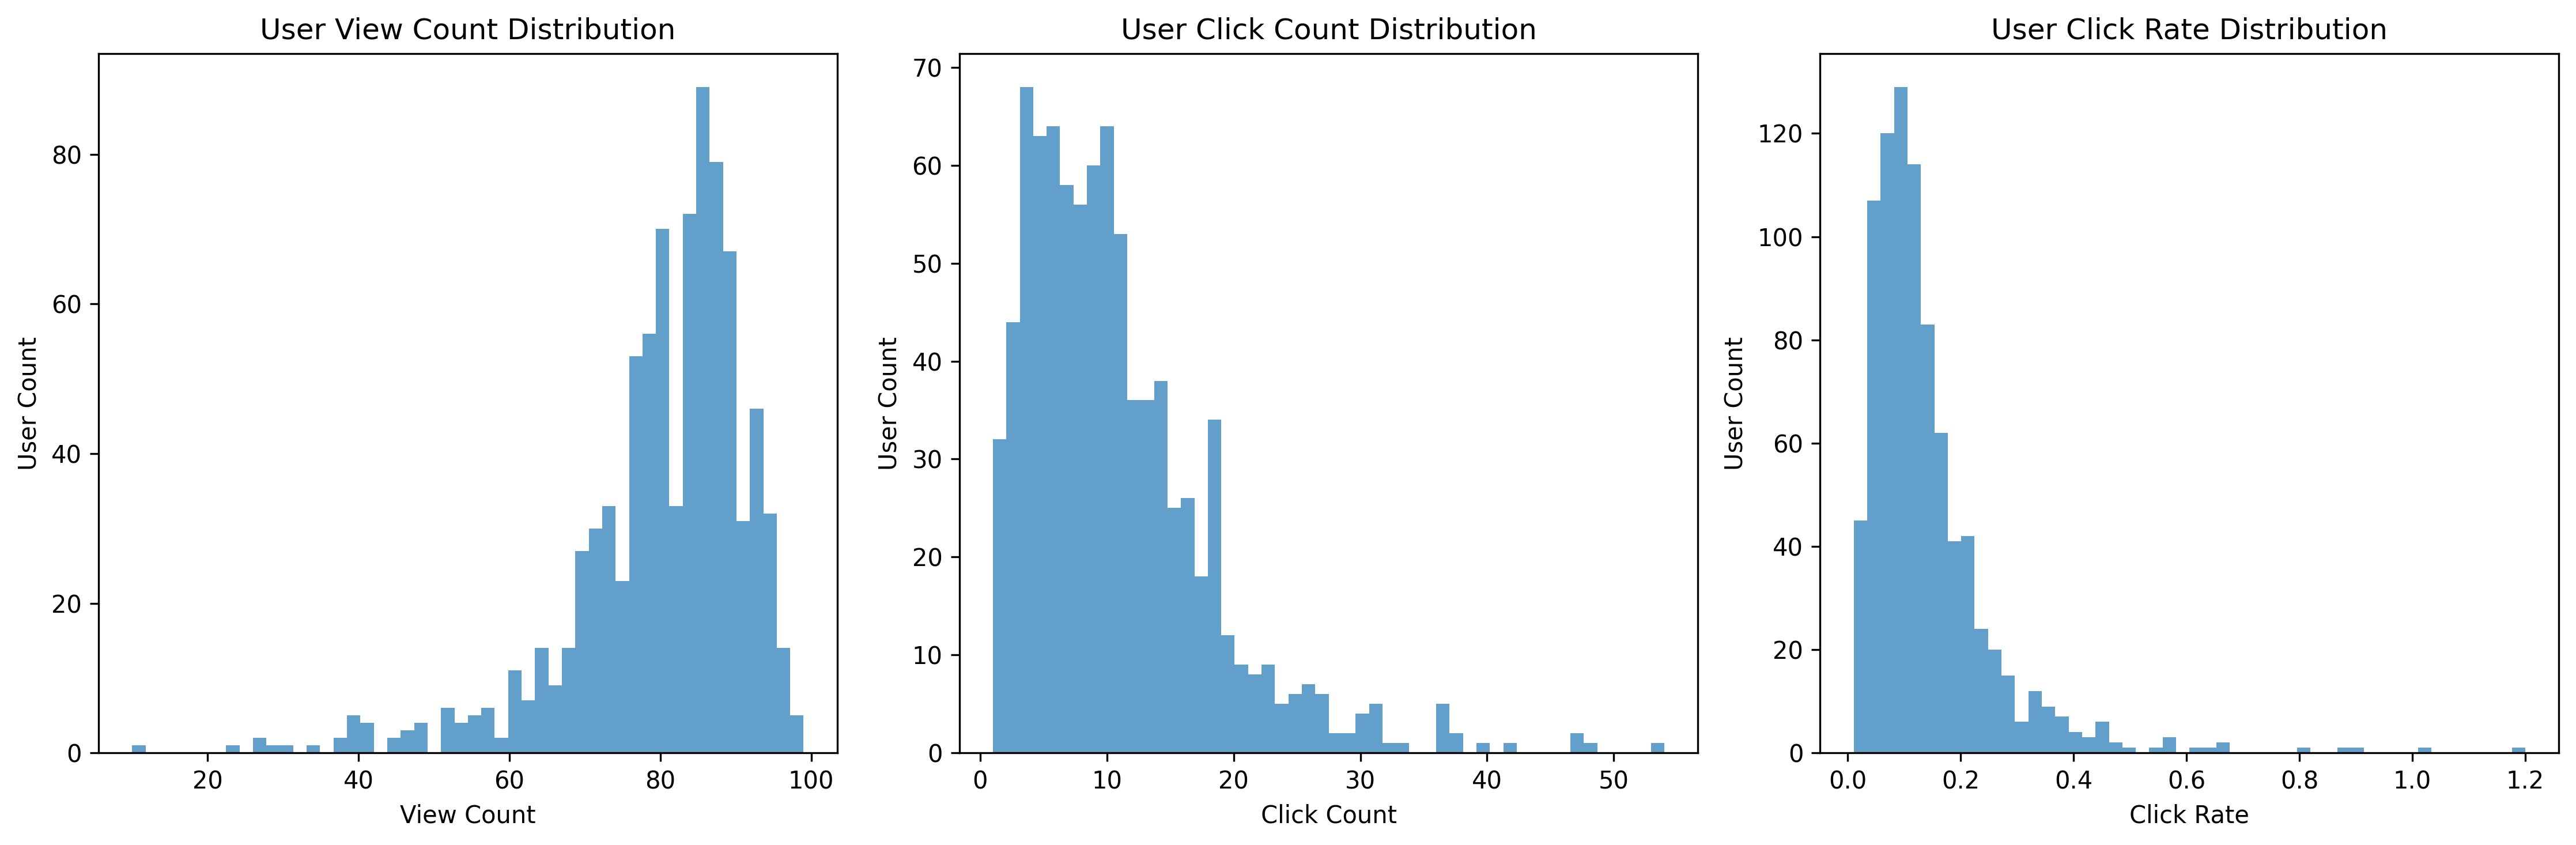 User View Count Distribution
User Count
80
60
40
20
0
20 40 60 80 100
View Count
User Click Count Distribution
User Count
70
60
50
40
30
20
10
0
0 10 20 30 40 50
Click Count
User Click Rate Distribution
User Count
120
100
80
60
40
20
0
0.0 0.2 0.4 0.6 0.8 1.0 1.2
Click Rate